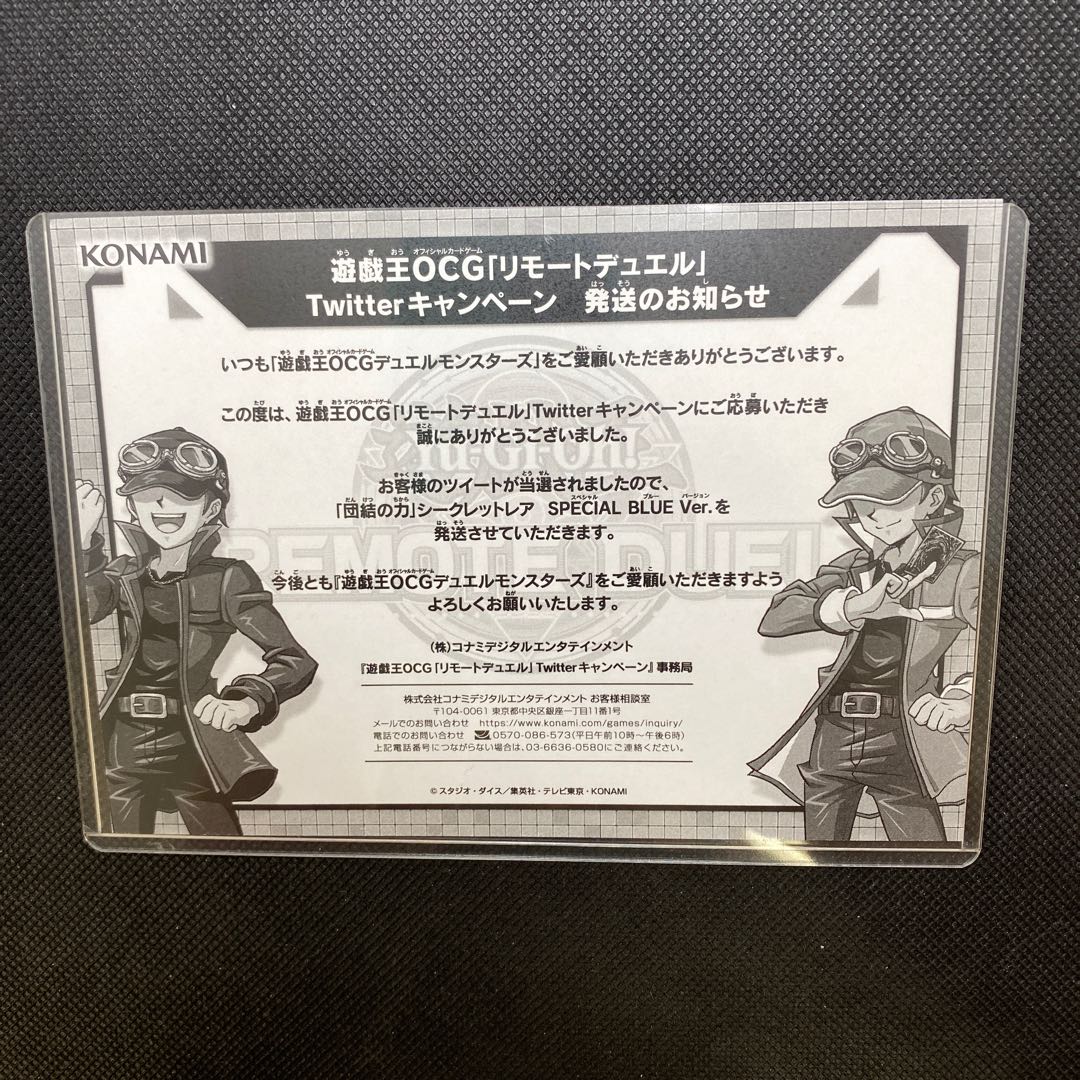 KONAMI
遊戯王OCG「リモートデュエル」
Twitterキャンペーン 発送のお知らせ
いつも「遊戯王OCGデュエルモンスターズ」をご愛顧いただきありがとうございます。
この度は、遊戯王OCG「リモートデュエル」Twitterキャンペーンにご応募いただき
誠にありがとうございました。
お客様のツイートが当選されましたので、
「団結の力」シークレットレア SPECIAL BLUE Ver.を
発送させていただきます。
REMOTE DUEL
今後とも『遊戯王OCGデュエルモンスターズ』をご愛顧いただきますよう
よろしくお願いいたします。
(株)コナミデジタルエンタテインメント
『遊戯王OCG「リモートデュエル」Twitterキャンペーン』事務局
株式会社コナミデジタルエンタテインメント お客様相談室
〒104-0061 東京都中央区銀座一丁目11番1号
メールでのお問い合わせ https://www.konami.com/games/inquiry/
電話でのお問い合わせ 0570-086-573(平日午前10時～午後6時)
上記電話番号につながらない場合は、03-6636-0580にご連絡ください。
©スタジオ・ダイス/集英社・テレビ東京・KONAMI